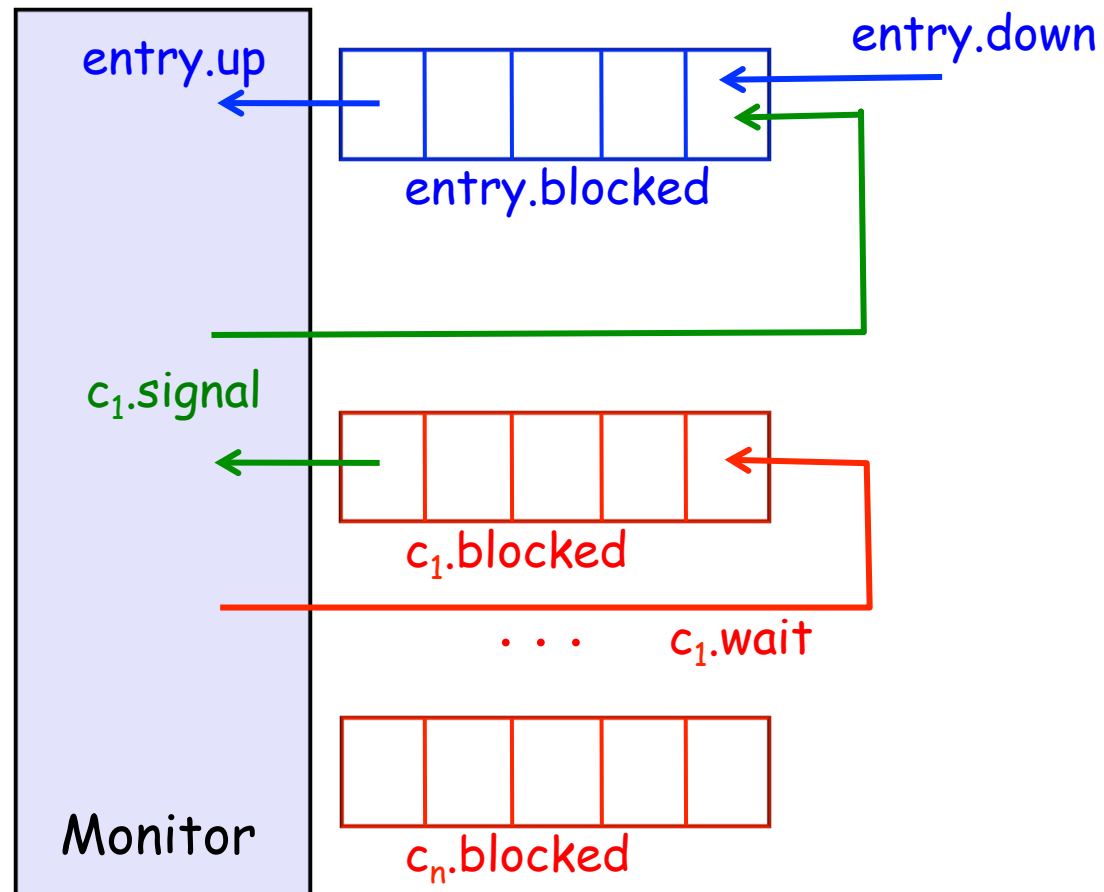 entry.down
entry.up
entry.blocked
c₁.signal
c₁.blocked
. . .
c₁.wait
Monitor
cₙ.blocked